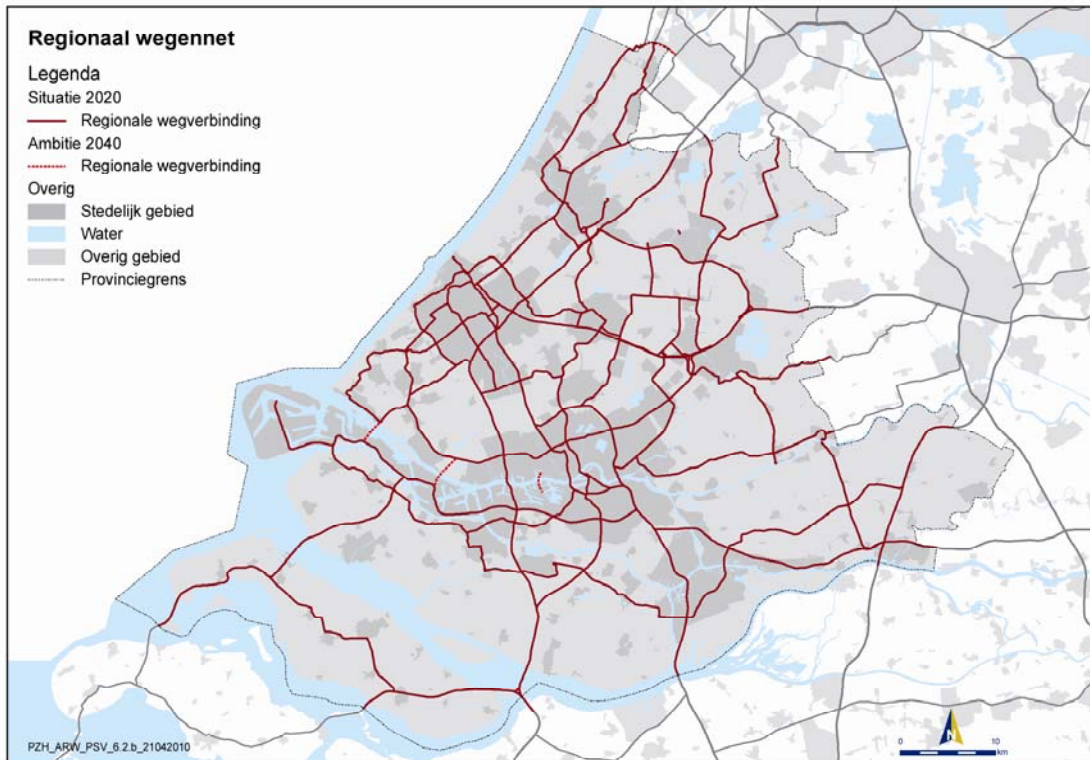 Regionaal wegennet
Legenda
Situatie 2020
Regionale wegverbinding
Ambitie 2040
Regionale wegverbinding
Overig
Stedelijk gebied
Water
Overig gebied
Provinciegrens
PZH_ARW_PSV_6.2.b_21042010
N
0 10
km